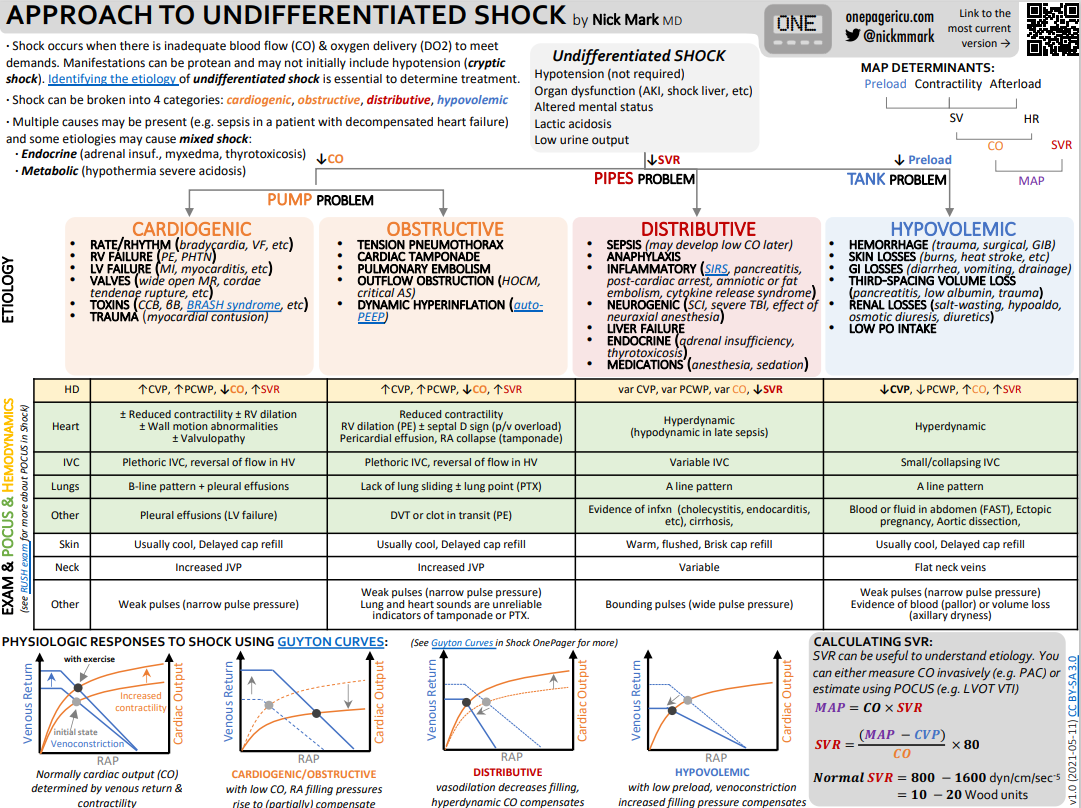 APPROACH TO UNDIFFERENTIATED SHOCK by Nick Mark MD
ONE
onepagericu.com
@nickmmark
Link to the
most current
version →
· Shock occurs when there is inadequate blood flow (CO) & oxygen delivery (DO2) to meet
demands. Manifestations can be protean and may not initially include hypotension (cryptic
shock). Identifying the etiology of undifferentiated shock is essential to determine treatment.
· Shock can be broken into 4 categories: cardiogenic, obstructive, distributive, hypovolemic
· Multiple causes may be present (e.g. sepsis in a patient with decompensated heart failure)
and some etiologies may cause mixed shock:
· Endocrine (adrenal insuf., myxedma, thyrotoxicosis)
· Metabolic (hypothermia severe acidosis)
Undifferentiated SHOCK
Hypotension (not required)
Organ dysfunction (AKI, shock liver, etc)
Altered mental status
Lactic acidosis
Low urine output
MAP DETERMINANTS:
Preload Contractility Afterload
SV HR
CO SVR
MAP
↓CO
↓SVR
↓ Preload
PUMP PROBLEM
PIPES PROBLEM
TANK PROBLEM
ETIOLOGY
CARDIOGENIC
• RATE/RHYTHM (bradycardia, VF, etc)
• RV FAILURE (PE, PHTN)
• LV FAILURE (MI, myocarditis, etc)
• VALVES (wide open MR, cordae
tendenae rupture, etc)
• TOXINS (CCB, BB, BRASH syndrome, etc)
• TRAUMA (myocardial contusion)
OBSTRUCTIVE
• TENSION PNEUMOTHORAX
• CARDIAC TAMPONADE
• PULMONARY EMBOLISM
• OUTFLOW OBSTRUCTION (HOCM,
critical AS)
• DYNAMIC HYPERINFLATION (auto-
PEEP)
DISTRIBUTIVE
• SEPSIS (may develop low CO later)
• ANAPHYLAXIS
• INFLAMMATORY (SIRS, pancreatitis,
post-cardiac arrest, amniotic or fat
embolism, cytokine release syndrome)
• NEUROGENIC (SCI, severe TBI, effect of
neuraxial anesthesia)
• LIVER FAILURE
• ENDOCRINE (adrenal insufficiency,
thyrotoxicosis)
• MEDICATIONS (anesthesia, sedation)
HYPOVOLEMIC
• HEMORRHAGE (trauma, surgical, GIB)
• SKIN LOSSES (burns, heat stroke, etc)
• GI LOSSES (diarrhea, vomiting, drainage)
• THIRD-SPACING VOLUME LOSS
(pancreatitis, low albumin, trauma)
• RENAL LOSSES (salt-wasting, hypoaldo,
osmotic diuresis, diuretics)
• LOW PO INTAKE
EXAM & POCUS & HEMODYNAMICS
(see RUSH exam for more about POCUS in Shock)
HD
↑CVP, ↑PCWP, ↓CO, ↑SVR
↑CVP, ↑PCWP, ↓CO, ↑SVR
var CVP, var PCWP, var CO, ↓SVR
↓CVP, ↓PCWP, ↑CO, ↑SVR
Heart
± Reduced contractility ± RV dilation
± Wall motion abnormalities
± Valvulopathy
Reduced contractility
RV dilation (PE) ± septal D sign (p/v overload)
Pericardial effusion, RA collapse (tamponade)
Hyperdynamic
(hypodynamic in late sepsis)
Hyperdynamic
IVC
Plethoric IVC, reversal of flow in HV
Plethoric IVC, reversal of flow in HV
Variable IVC
Small/collapsing IVC
Lungs
B-line pattern + pleural effusions
Lack of lung sliding ± lung point (PTX)
A line pattern
A line pattern
Other
Pleural effusions (LV failure)
DVT or clot in transit (PE)
Evidence of infxn (cholecystitis, endocarditis,
etc), cirrhosis,
Blood or fluid in abdomen (FAST), Ectopic
pregnancy, Aortic dissection,
Skin
Usually cool, Delayed cap refill
Usually cool, Delayed cap refill
Warm, flushed, Brisk cap refill
Usually cool, Delayed cap refill
Neck
Increased JVP
Increased JVP
Variable
Flat neck veins
Other
Weak pulses (narrow pulse pressure)
Weak pulses (narrow pulse pressure)
Lung and heart sounds are unreliable
indicators of tamponade or PTX.
Bounding pulses (wide pulse pressure)
Weak pulses (narrow pulse pressure)
Evidence of blood (pallor) or volume loss
(axillary dryness)
PHYSIOLOGIC RESPONSES TO SHOCK USING GUYTON CURVES:
(See Guyton Curves in Shock OnePager for more)
Venous Return
with exercise
Increased
contractility
initial state
Venoconstriction
Cardiac Output
RAP
Normally cardiac output (CO)
determined by venous return &
contractility
Venous Return
Cardiac Output
RAP
CARDIOGENIC/OBSTRUCTIVE
with low CO, RA filling pressures
rise to (partially) compensate
Venous Return
Cardiac Output
RAP
DISTRIBUTIVE
vasodilation decreases filling,
hyperdynamic CO compensates
Venous Return
Cardiac Output
RAP
HYPOVOLEMIC
with low preload, venoconstriction
increased filling pressure compensates
CALCULATING SVR:
SVR can be useful to understand etiology. You
can either measure CO invasively (e.g. PAC) or
estimate using POCUS (e.g. LVOT VTI)
MAP = CO × SVR
SVR = (MAP − CVP) / CO × 80
Normal SVR = 800 − 1600 dyn/cm/sec⁻⁵
= 10 − 20 Wood units
v1.0 (2021-05-11) CC BY-SA 3.0